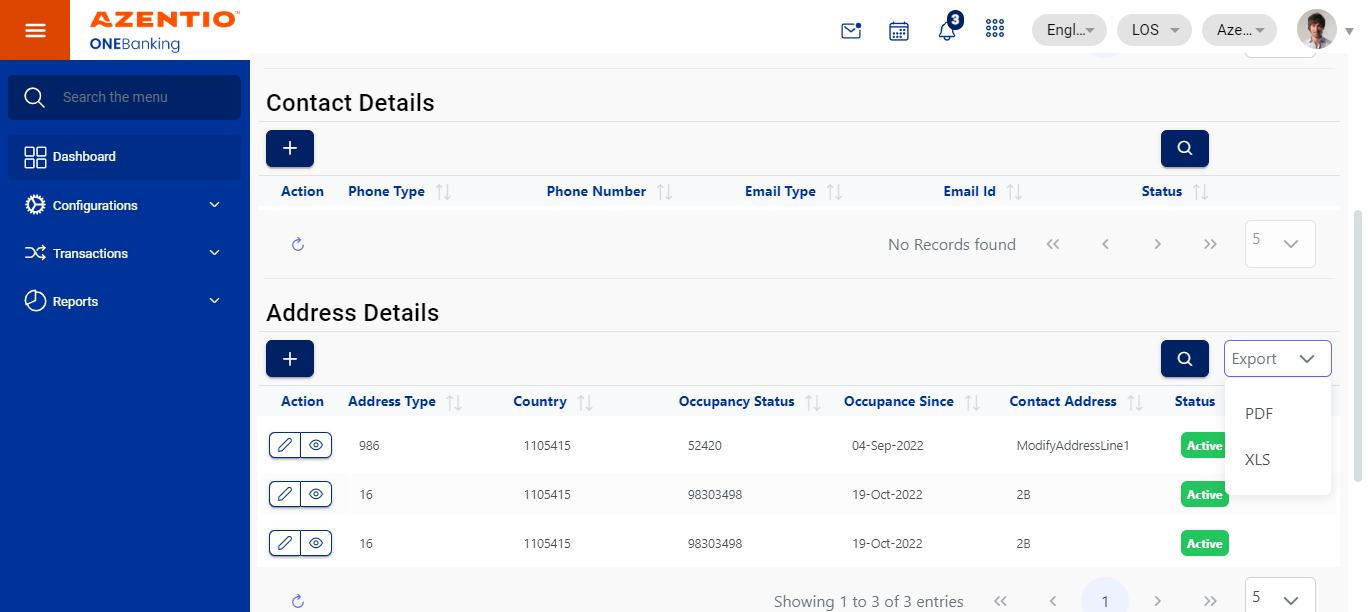 AZENTIO™
ONEBanking
3
Engl...
LOS
Aze...
Search the menu
Dashboard
Configurations
Transactions
Reports
Contact Details
Action Phone Type Phone Number Email Type Email Id Status
No Records found
5
Address Details
Export
PDF
XLS
Action Address Type Country Occupancy Status Occupance Since Contact Address Status
986 1105415 52420 04-Sep-2022 ModifyAddressLine1 Active
16 1105415 98303498 19-Oct-2022 2B Active
16 1105415 98303498 19-Oct-2022 2B Active
Showing 1 to 3 of 3 entries 1 5